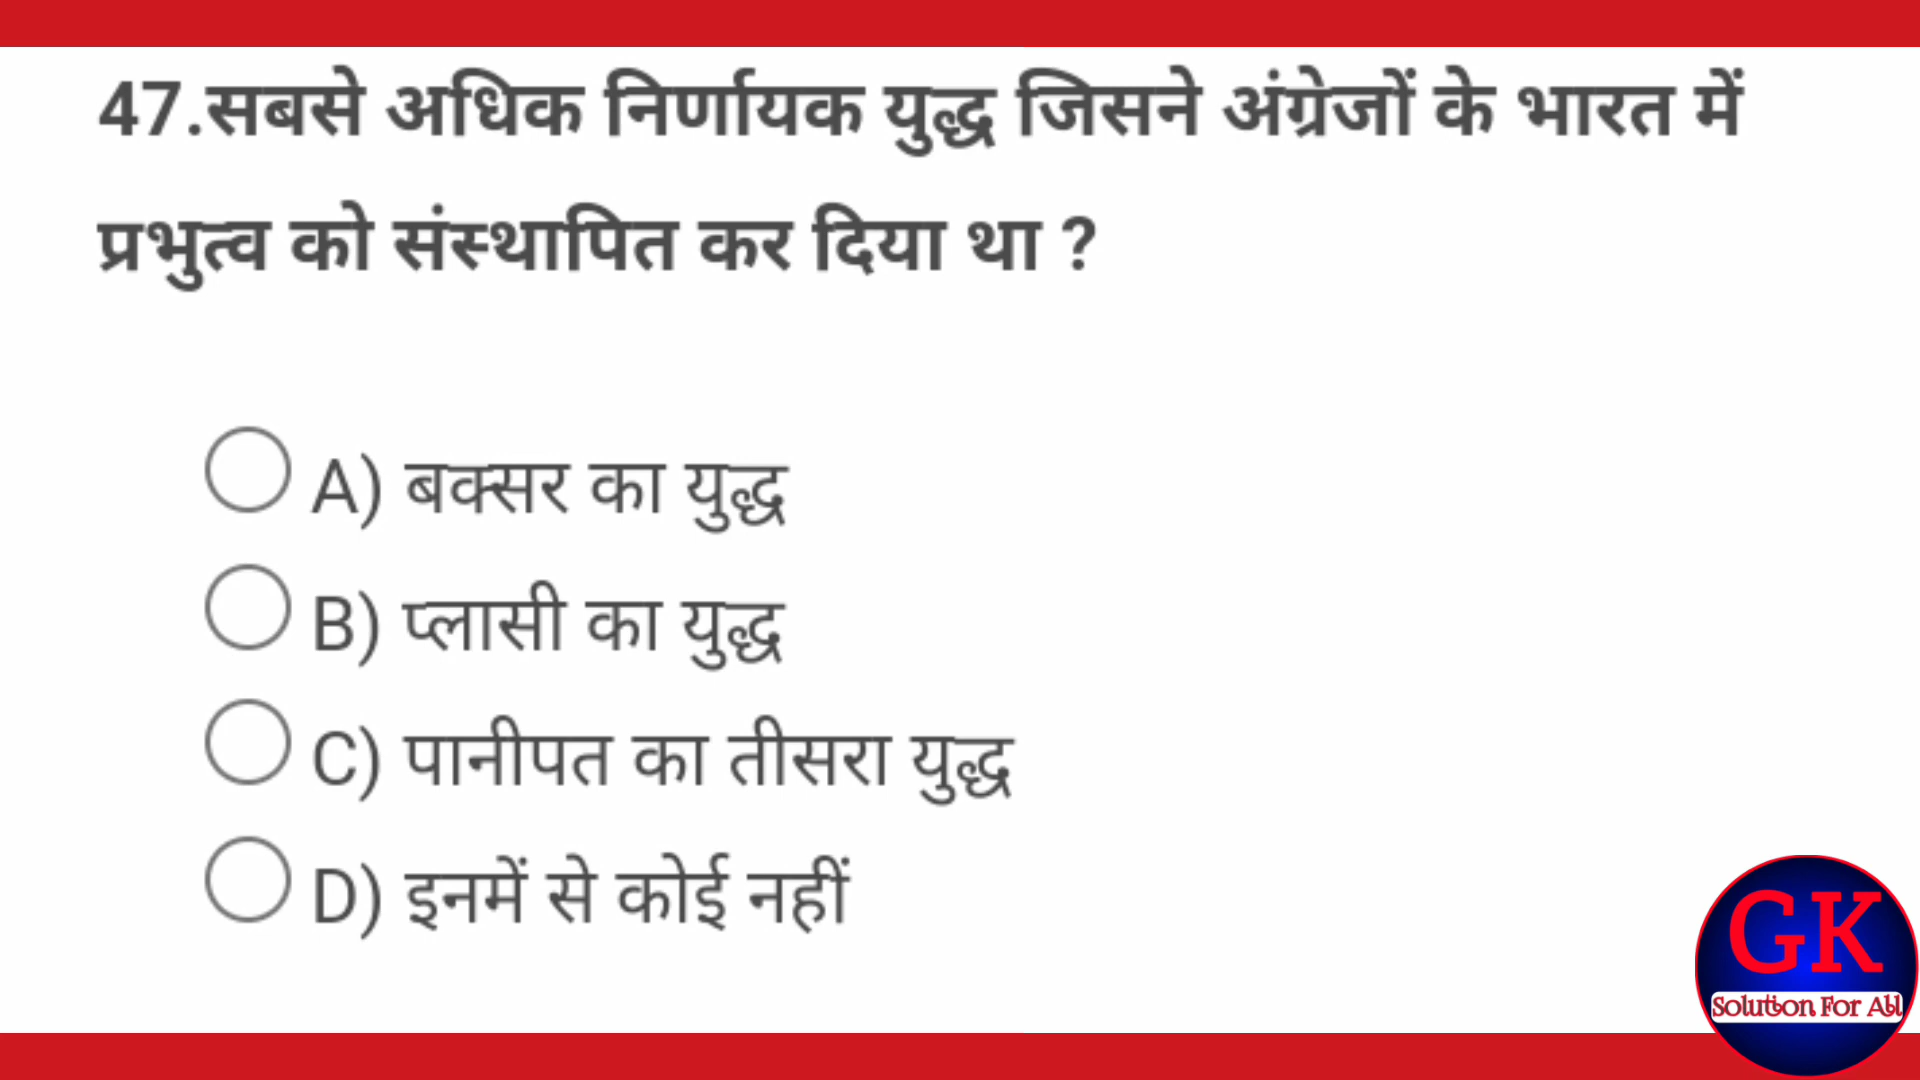 47.सबसे अधिक निर्णायक युद्ध जिसने अंग्रेजों के भारत में
प्रभुत्व को संस्थापित कर दिया था ?
A) बक्सर का युद्ध
B) प्लासी का युद्ध
C) पानीपत का तीसरा युद्ध
D) इनमें से कोई नहीं
GK
Solution For All